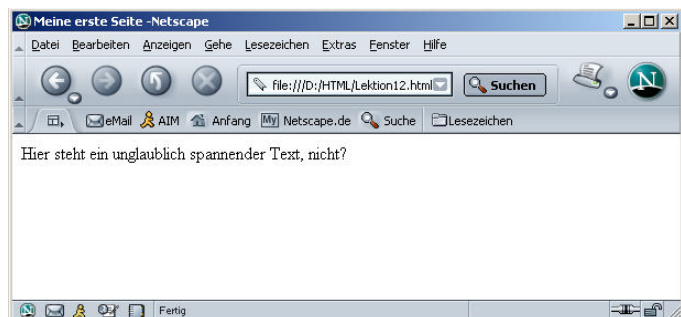 Meine erste Seite -Netscape
Datei Bearbeiten Anzeigen Gehe Lesezeichen Extras Fenster Hilfe
file:///D:/HTML/Lektion12.html Suchen N
eMail AIM Anfang My Netscape.de Suche Lesezeichen
Hier steht ein unglaublich spannender Text, nicht?
Fertig